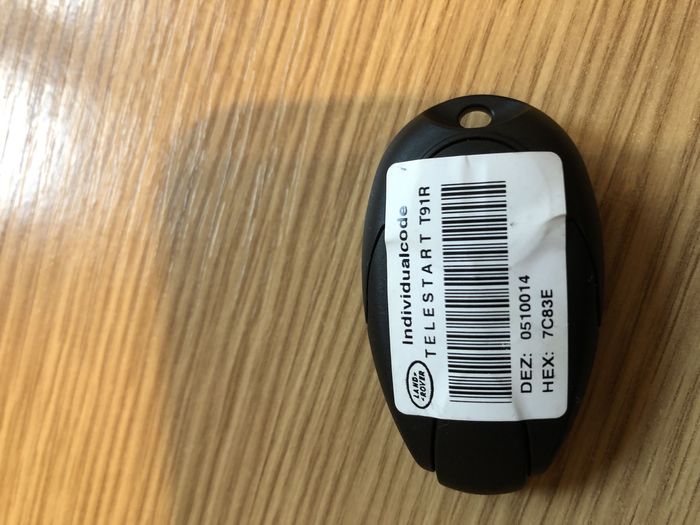 Individualcode
TELESTART T91R
LAND-
-ROVER
DEZ: 0510014
HEX: 7C83E